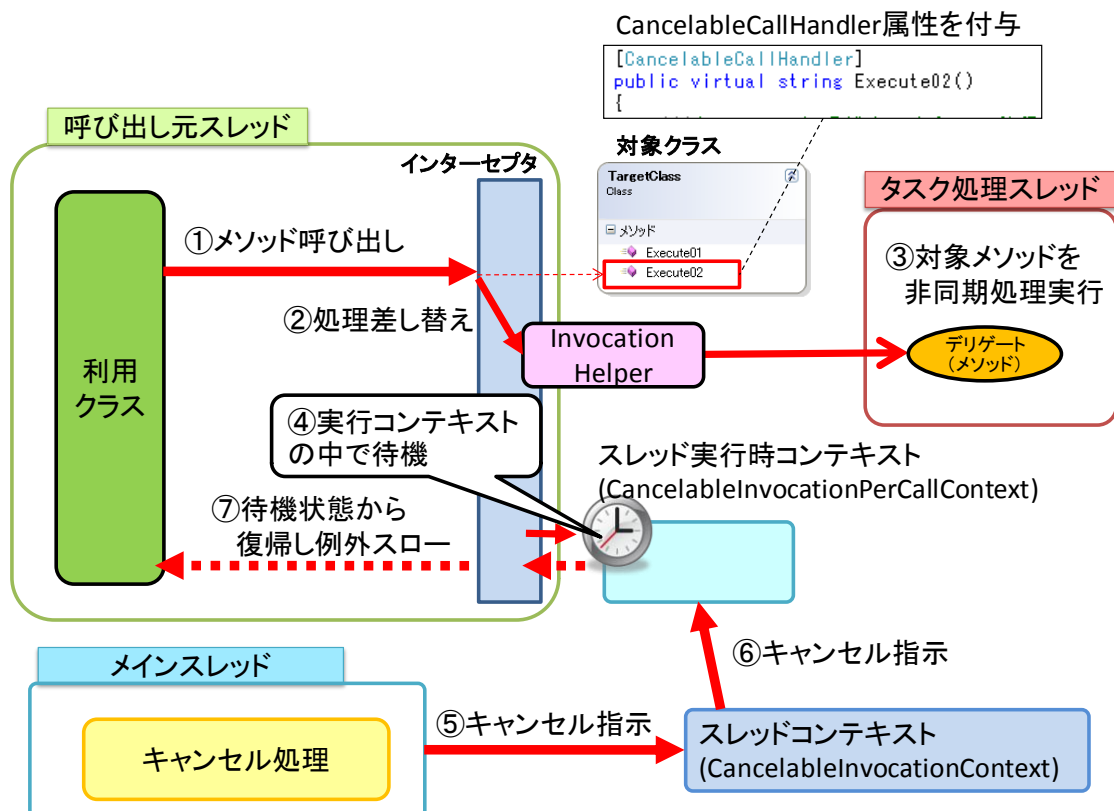 CancelableCallHandler属性を付与
[CancelableCallHandler]
public virtual string Execute02()
{
呼び出し元スレッド
インターセプタ
対象クラス
TargetClass
Class
メソッド
Execute01
Execute02
タスク処理スレッド
①メソッド呼び出し
③対象メソッドを
非同期処理実行
②処理差し替え
Invocation
Helper
デリゲート
(メソッド)
利用
クラス
④実行コンテキスト
の中で待機
スレッド実行時コンテキスト
(CancelableInvocationPerCallContext)
⑦待機状態から
復帰し例外スロー
⑥キャンセル指示
メインスレッド
⑤キャンセル指示
キャンセル処理
スレッドコンテキスト
(CancelableInvocationContext)